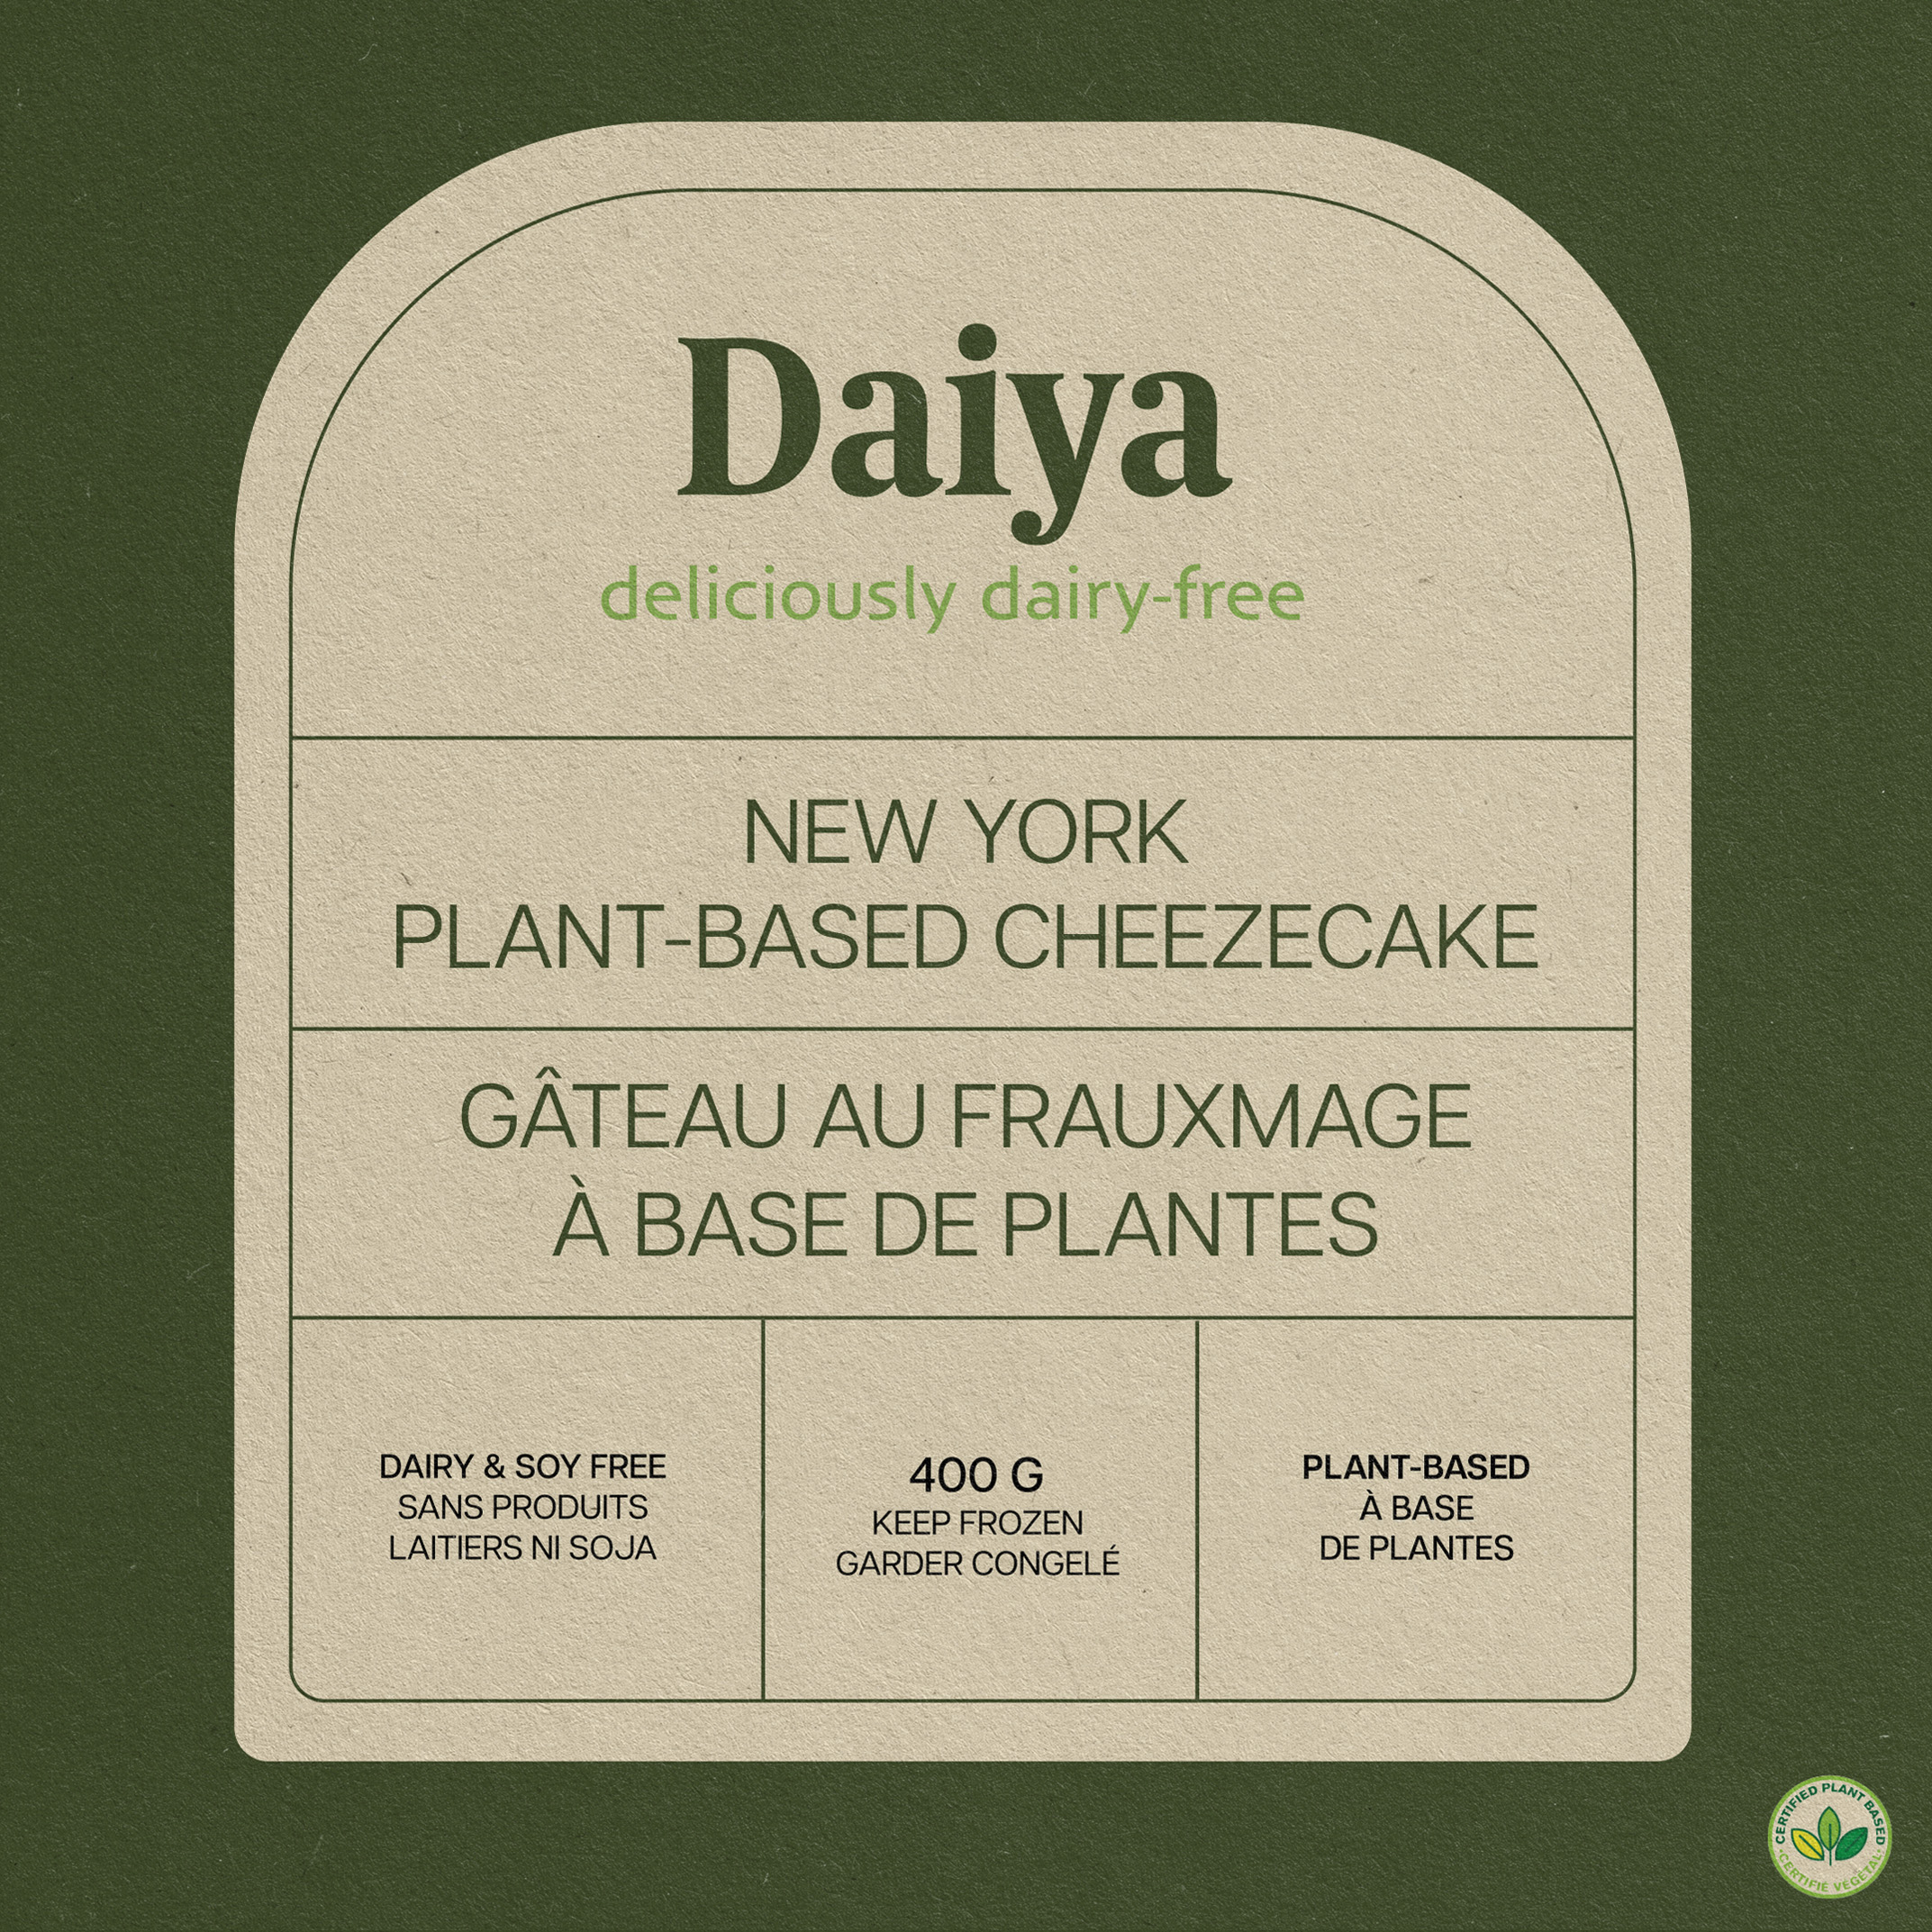 Daiya
deliciously dairy-free
NEW YORK
PLANT-BASED CHEEZECAKE
GÂTEAU AU FRAUXMAGE
À BASE DE PLANTES
DAIRY & SOY FREE
SANS PRODUITS
LAITIERS NI SOJA
400 G
KEEP FROZEN
GARDER CONGELÉ
PLANT-BASED
À BASE
DE PLANTES
CERTIFIED PLANT BASED
CERTIFIÉ VÉGÉTAL